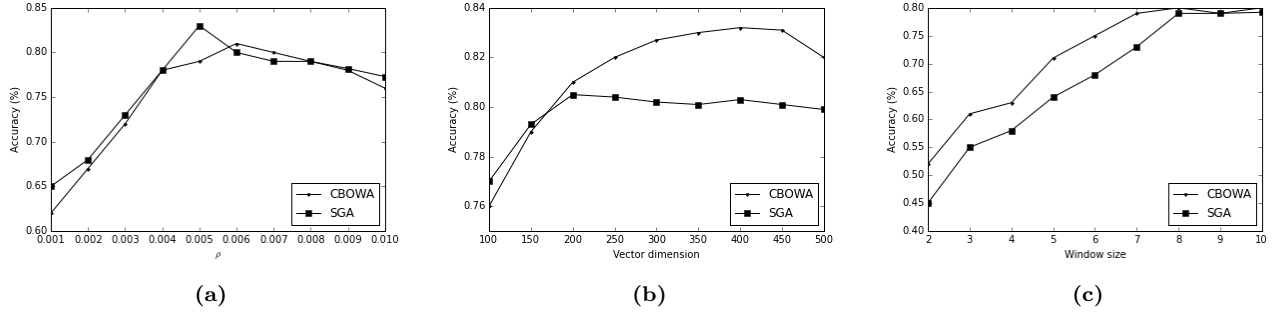 0.85
0.80
0.75
0.70
0.65
0.60
Accuracy (%)
0.001 0.002 0.003 0.004 0.005 0.006 0.007 0.008 0.009 0.010
ρ
CBOWA
SGA
(a)
0.84
0.82
0.80
0.78
0.76
Accuracy (%)
100 150 200 250 300 350 400 450 500
Vector dimension
CBOWA
SGA
(b)
0.80
0.75
0.70
0.65
0.60
0.55
0.50
0.45
0.40
Accuracy (%)
2 3 4 5 6 7 8 9 10
Window size
CBOWA
SGA
(c)